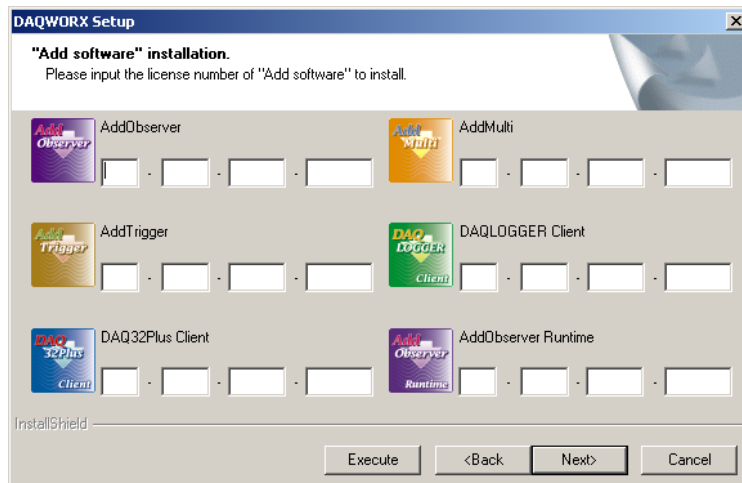 DAQWORX Setup
"Add software" installation.
Please input the license number of "Add software" to install.
Add
Observer
AddObserver
- - -
Add
Multi
AddMulti
- - -
Add
Trigger
AddTrigger
- - -
DAQ
LOGGER
Client
DAQLOGGER Client
- - -
DAQ
32Plus
Client
DAQ32Plus Client
- - -
Add
Observer
Runtime
AddObserver Runtime
- - -
InstallShield
Execute
<Back
Next>
Cancel